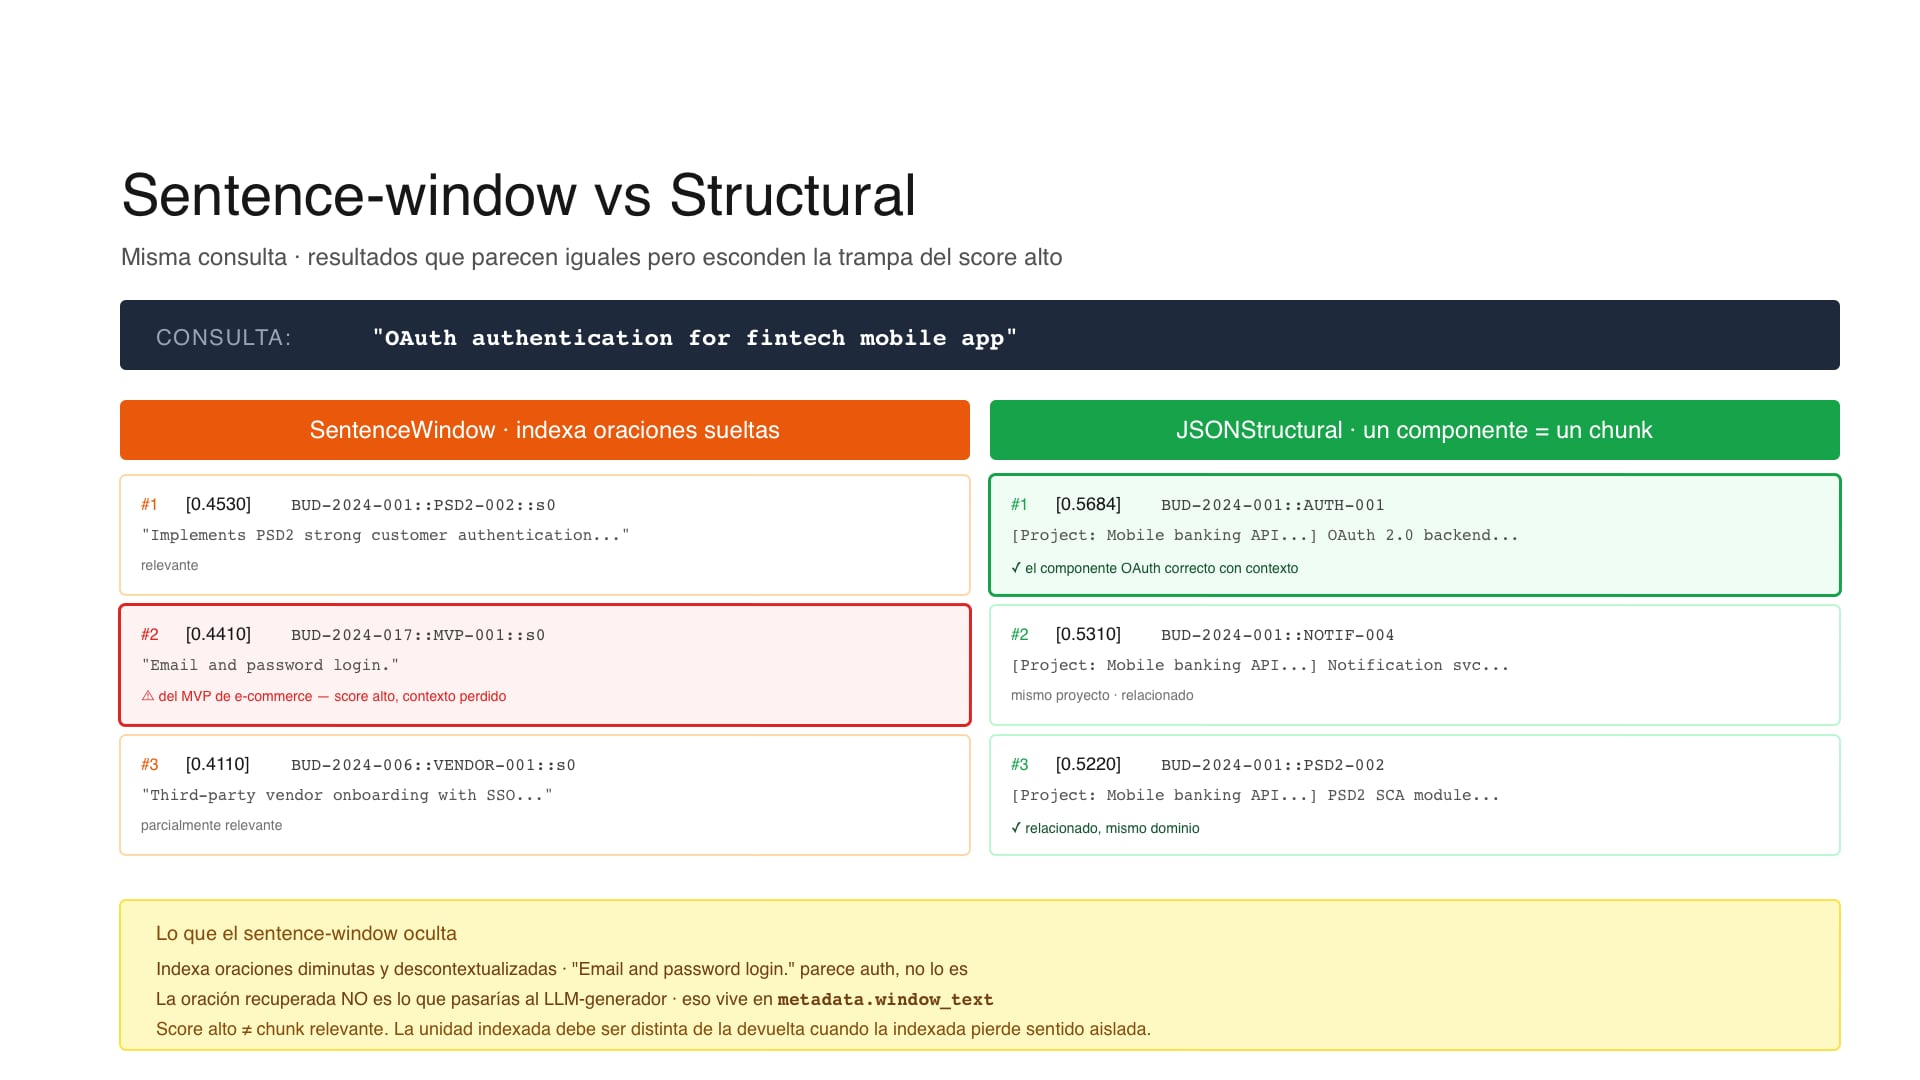 Sentence-window vs Structural
Misma consulta · resultados que parecen iguales pero esconden la trampa del score alto
CONSULTA: "OAuth authentication for fintech mobile app"
SentenceWindow · indexa oraciones sueltas
#1 [0.4530] BUD-2024-001::PSD2-002::s0
"Implements PSD2 strong customer authentication..."
relevante
#2 [0.4410] BUD-2024-017::MVP-001::s0
"Email and password login."
⚠ del MVP de e-commerce — score alto, contexto perdido
#3 [0.4110] BUD-2024-006::VENDOR-001::s0
"Third-party vendor onboarding with SSO..."
parcialmente relevante
JSONStructural · un componente = un chunk
#1 [0.5684] BUD-2024-001::AUTH-001
[Project: Mobile banking API...] OAuth 2.0 backend...
✓ el componente OAuth correcto con contexto
#2 [0.5310] BUD-2024-001::NOTIF-004
[Project: Mobile banking API...] Notification svc...
mismo proyecto · relacionado
#3 [0.5220] BUD-2024-001::PSD2-002
[Project: Mobile banking API...] PSD2 SCA module...
✓ relacionado, mismo dominio
Lo que el sentence-window oculta
Indexa oraciones diminutas y descontextualizadas · "Email and password login." parece auth, no lo es
La oración recuperada NO es lo que pasarías al LLM-generador · eso vive en metadata.window_text
Score alto ≠ chunk relevante. La unidad indexada debe ser distinta de la devuelta cuando la indexada pierde sentido aislada.